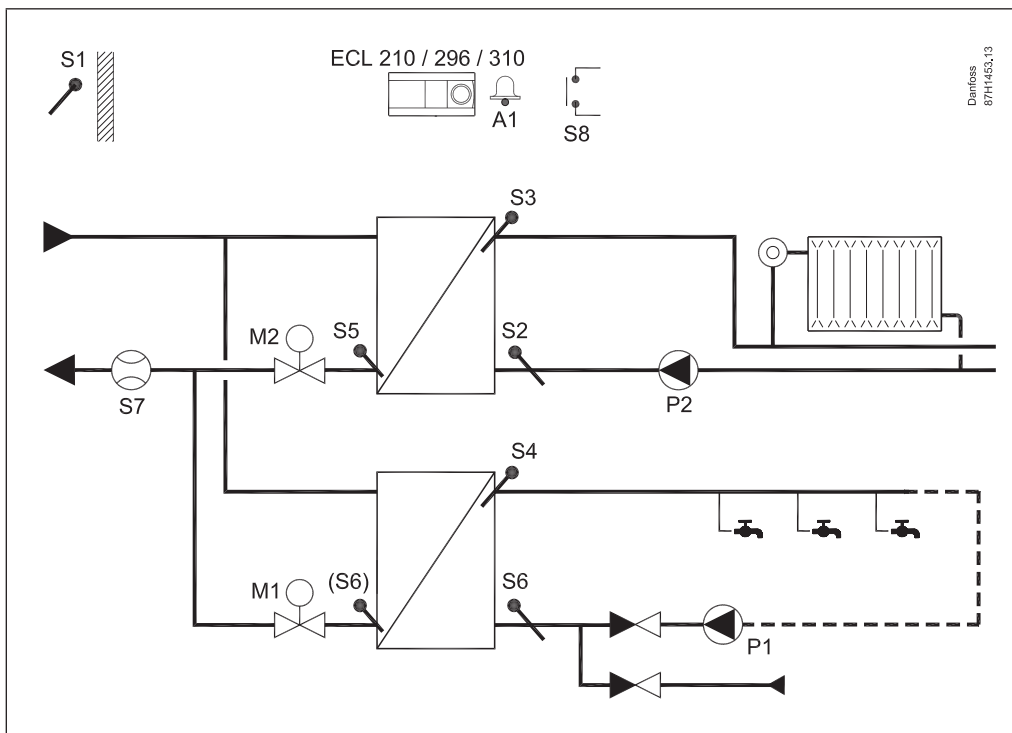 S1
ECL 210 / 296 / 310
A1
S8
Danfoss
87H1453.13
S3
M2
S5
S2
S7
P2
S4
M1
(S6)
S6
P1